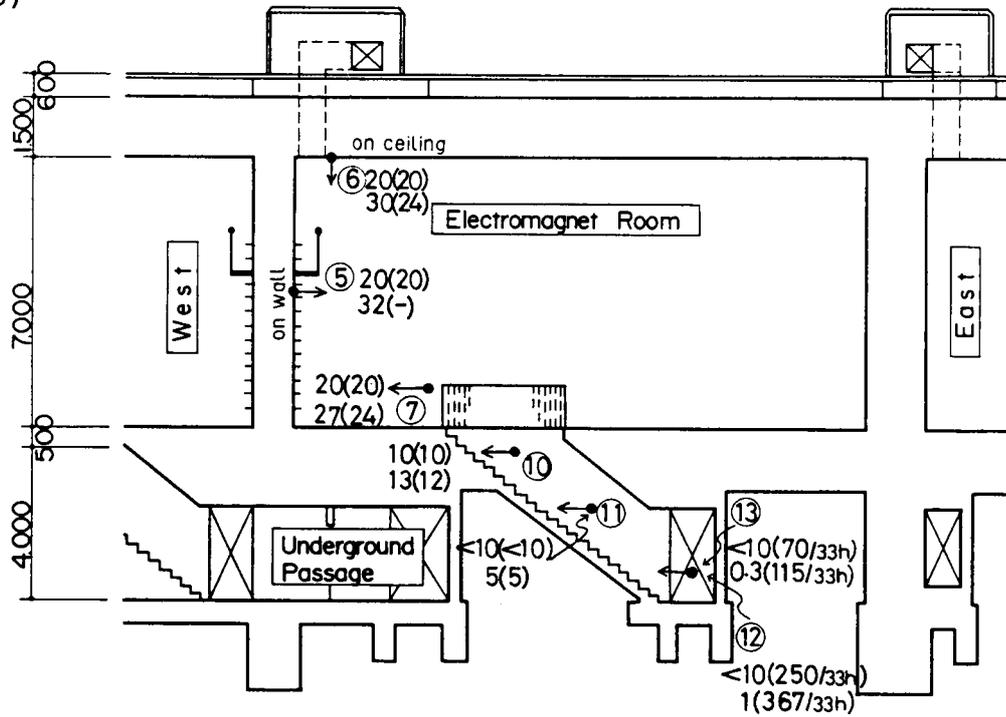 600
1500
on ceiling
⑥ 20(20)
30(24)
Electromagnet Room
West
7000
on wall
⑤ 20(20)
32(-)
East
20(20)
27(24) ⑦
500
10(10)
13(12)
⑩
⑪
4000
Underground
Passage
<10(<10)
5(5)
⑬
<10(70/33h)
0.3(115/33h)
⑫
<10(250/33h)
1(367/33h)